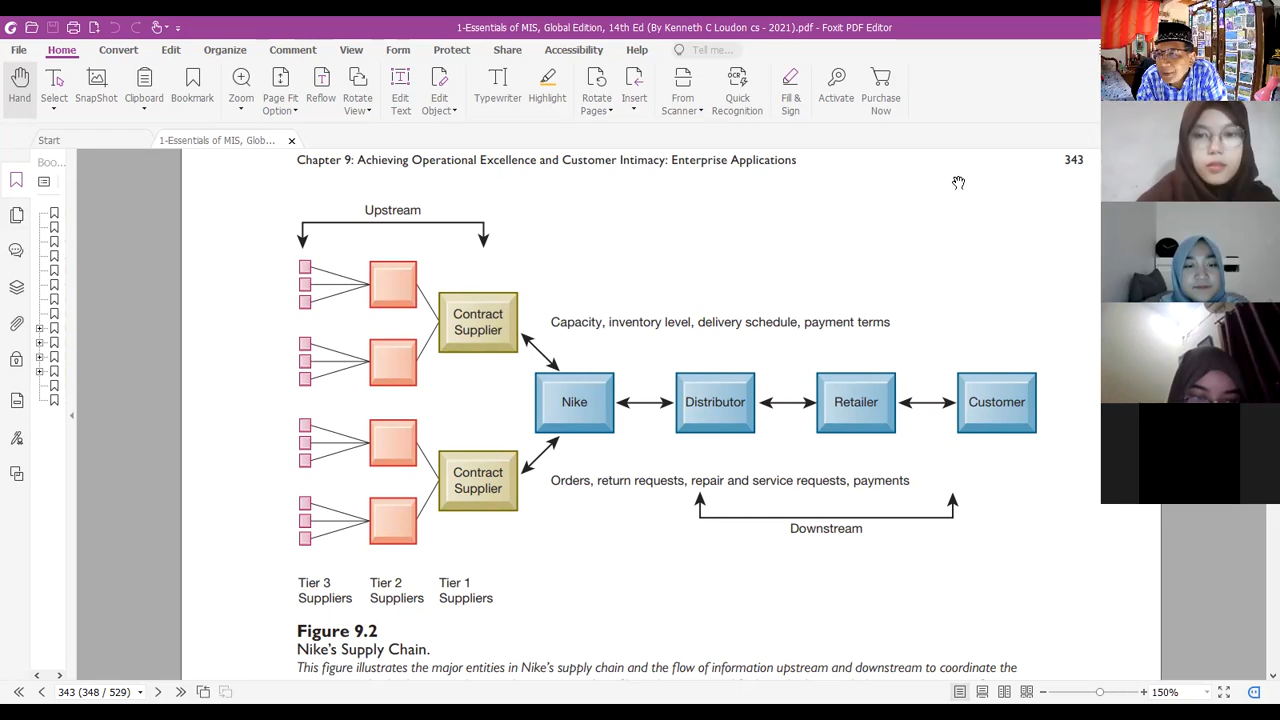 1-Essentials of MIS, Global Edition, 14th Ed (By Kenneth C Loudon cs - 2021).pdf - Foxit PDF Editor
File Home Convert Edit Organize Comment View Form Protect Share Accessibility Help Tell me...
Hand Select SnapShot Clipboard Bookmark Zoom Page Fit Option Reflow Rotate View Edit Text Edit Object Typewriter Highlight Rotate Pages Insert From Scanner OCR Quick Recognition Fill & Sign Activate Purchase Now
Start 1-Essentials of MIS, Glob...
Boo...
Chapter 9: Achieving Operational Excellence and Customer Intimacy: Enterprise Applications 343
Upstream
Contract
Supplier
Capacity, inventory level, delivery schedule, payment terms
Nike Distributor Retailer Customer
Contract
Supplier
Orders, return requests, repair and service requests, payments
Downstream
Tier 3 Tier 2 Tier 1
Suppliers Suppliers Suppliers
Figure 9.2
Nike's Supply Chain.
This figure illustrates the major entities in Nike's supply chain and the flow of information upstream and downstream to coordinate the
343 (348 / 529) 150%